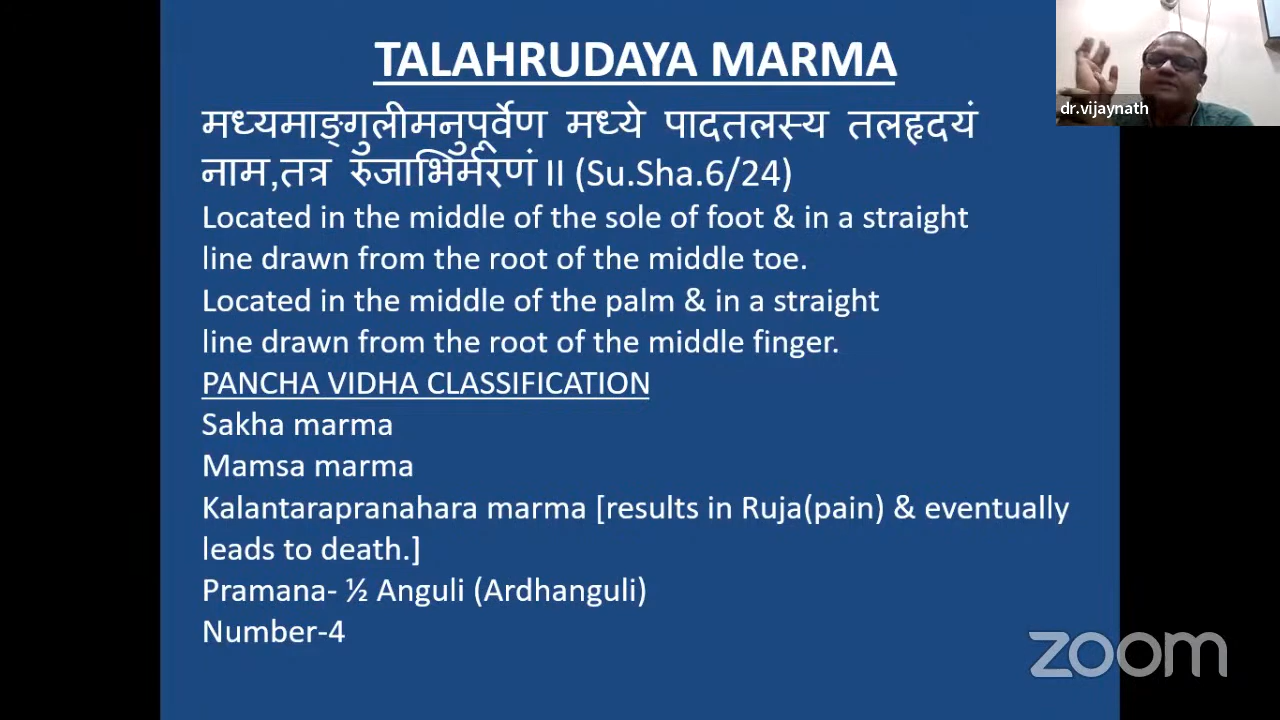 TALAHRUDAYA MARMA
मध्यमाङ्गुलीमनुपूर्वेण मध्ये पादतलस्य तलहृदयं
नाम,तत्र रुजाभिर्मरणं ॥ (Su.Sha.6/24)
Located in the middle of the sole of foot & in a straight
line drawn from the root of the middle toe.
Located in the middle of the palm & in a straight
line drawn from the root of the middle finger.
PANCHA VIDHA CLASSIFICATION
Sakha marma
Mamsa marma
Kalantarapranahara marma [results in Ruja(pain) & eventually
leads to death.]
Pramana- ½ Anguli (Ardhanguli)
Number-4
dr.vijaynath
zoom